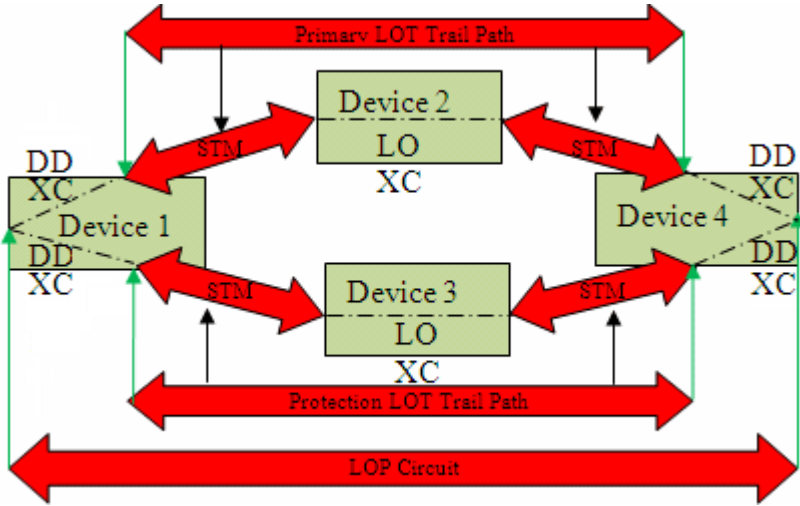 Primary LOT Trail Path
Device 2
LO
XC
STM
STM
DD
XC
Device 1
DD
XC
DD
XC
Device 4
DD
XC
STM
STM
Device 3
LO
XC
Protection LOT Trail Path
LOP Circuit